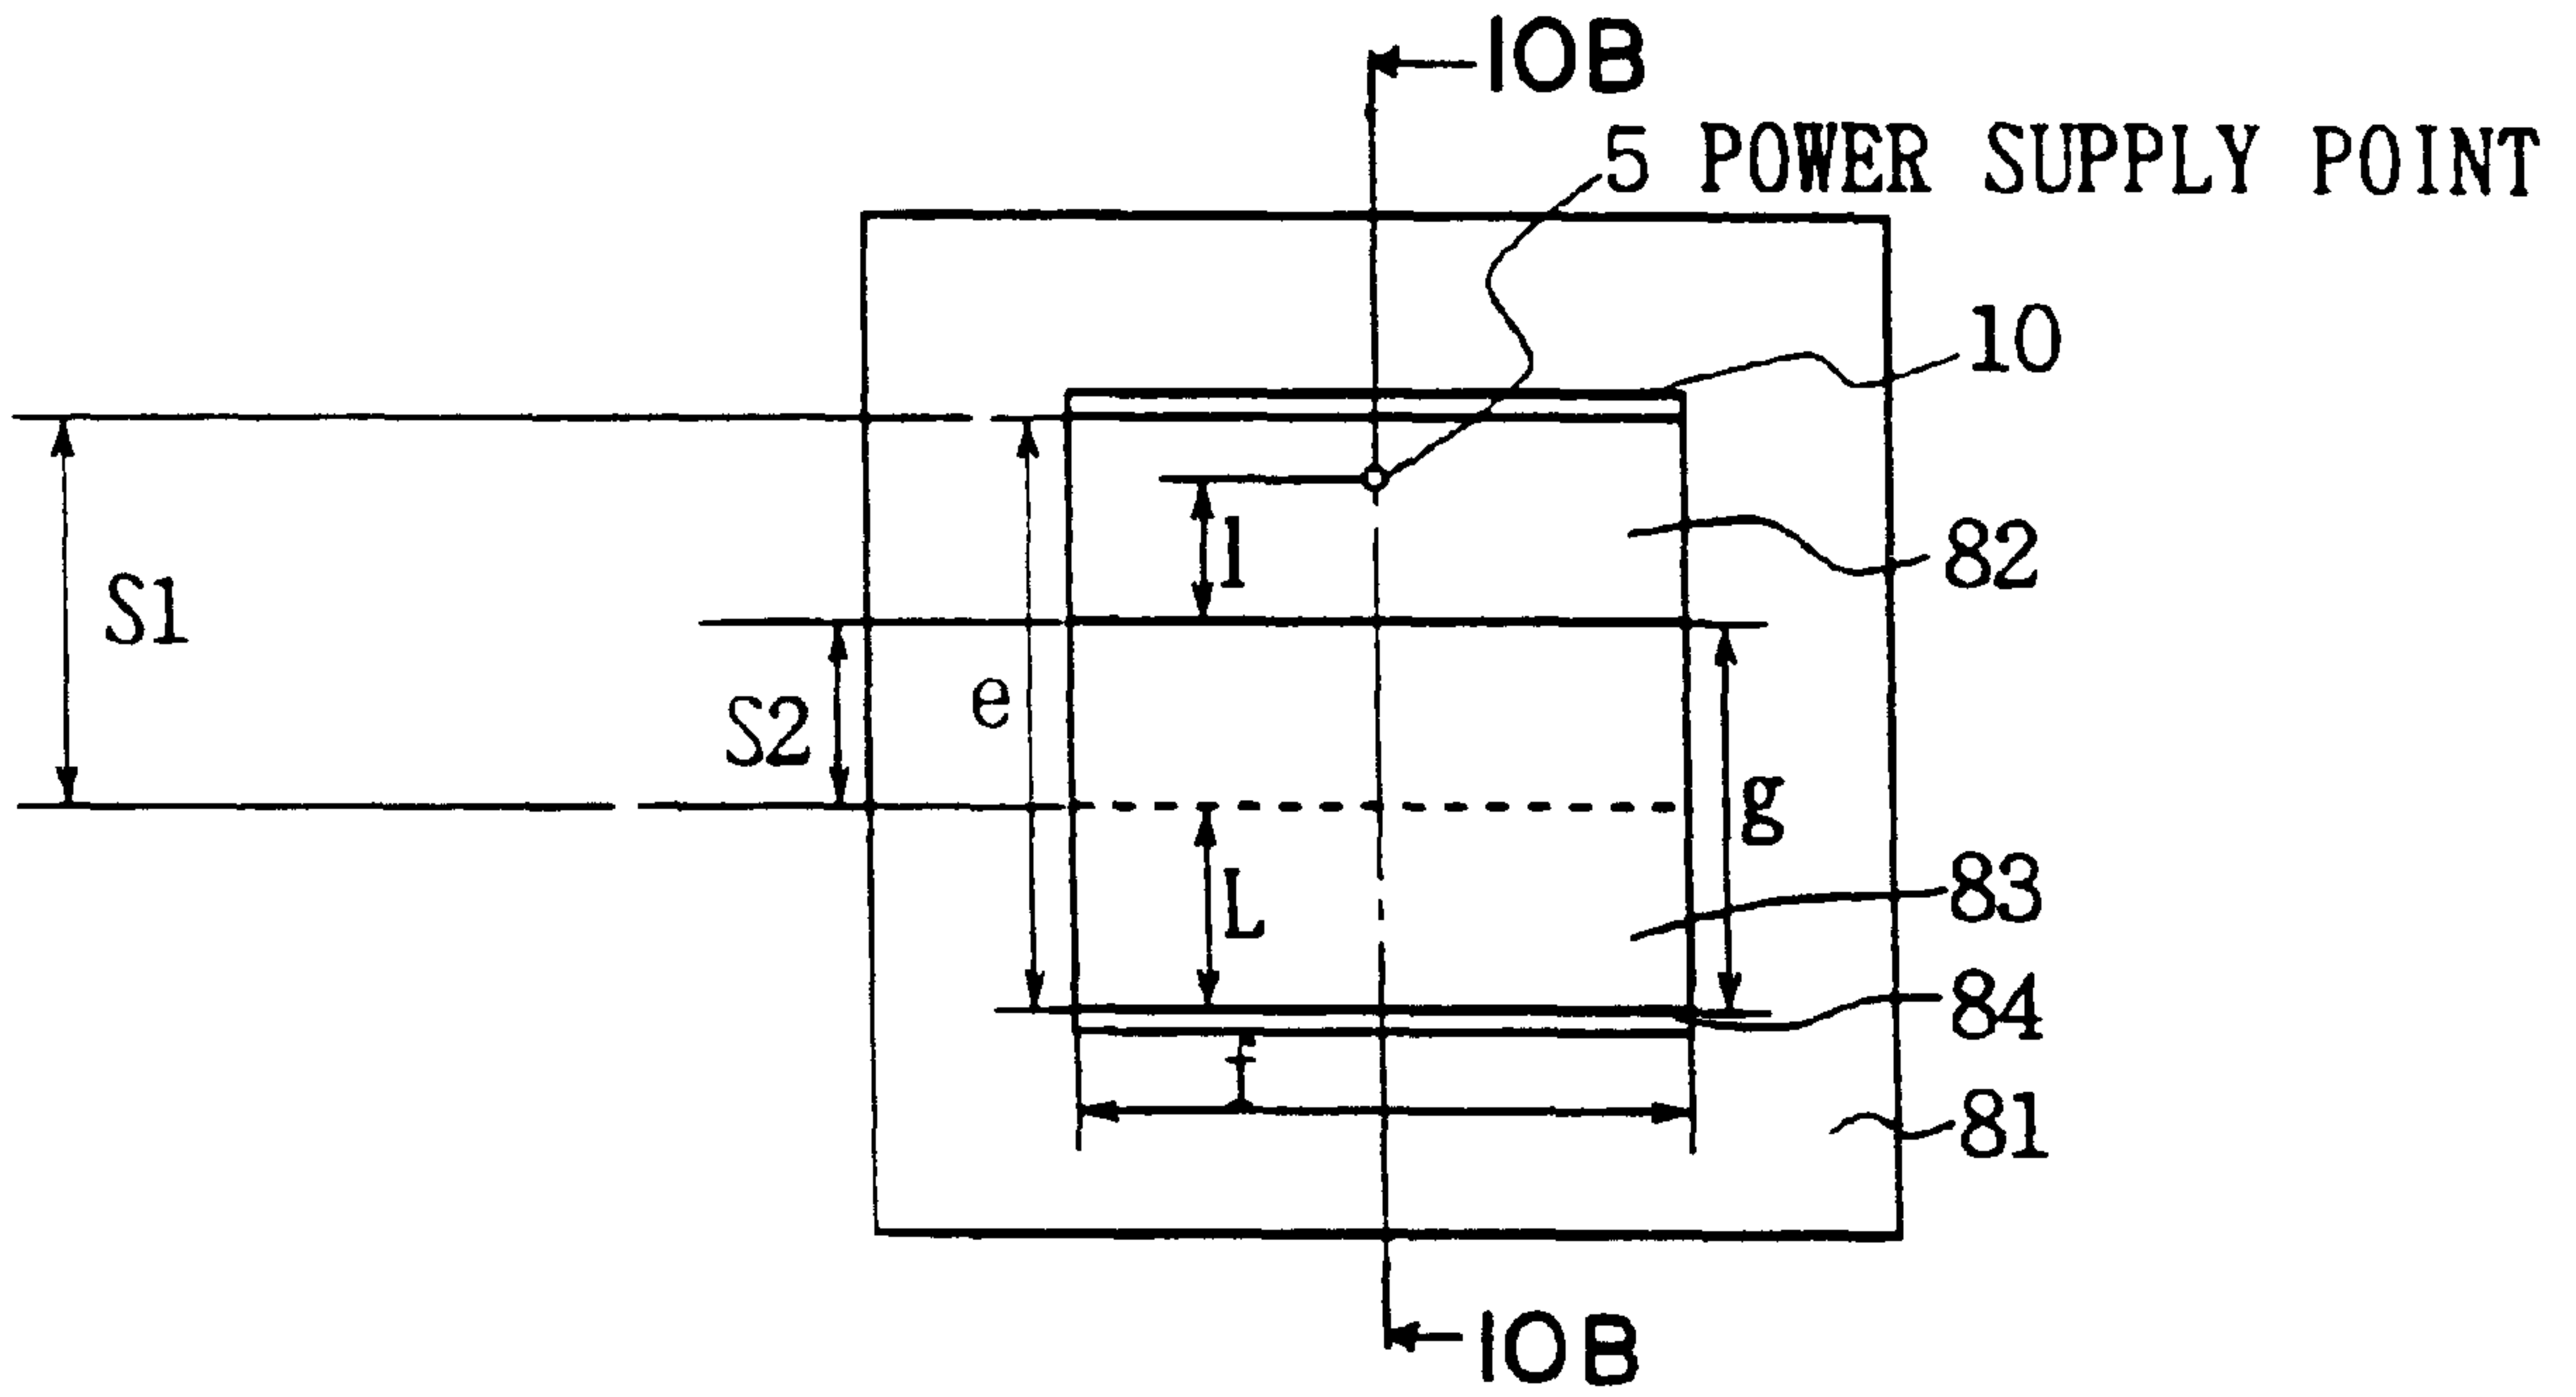 10B
5 POWER SUPPLY POINT
10
82
l
S1
S2
e
g
L
83
84
f
81
10B